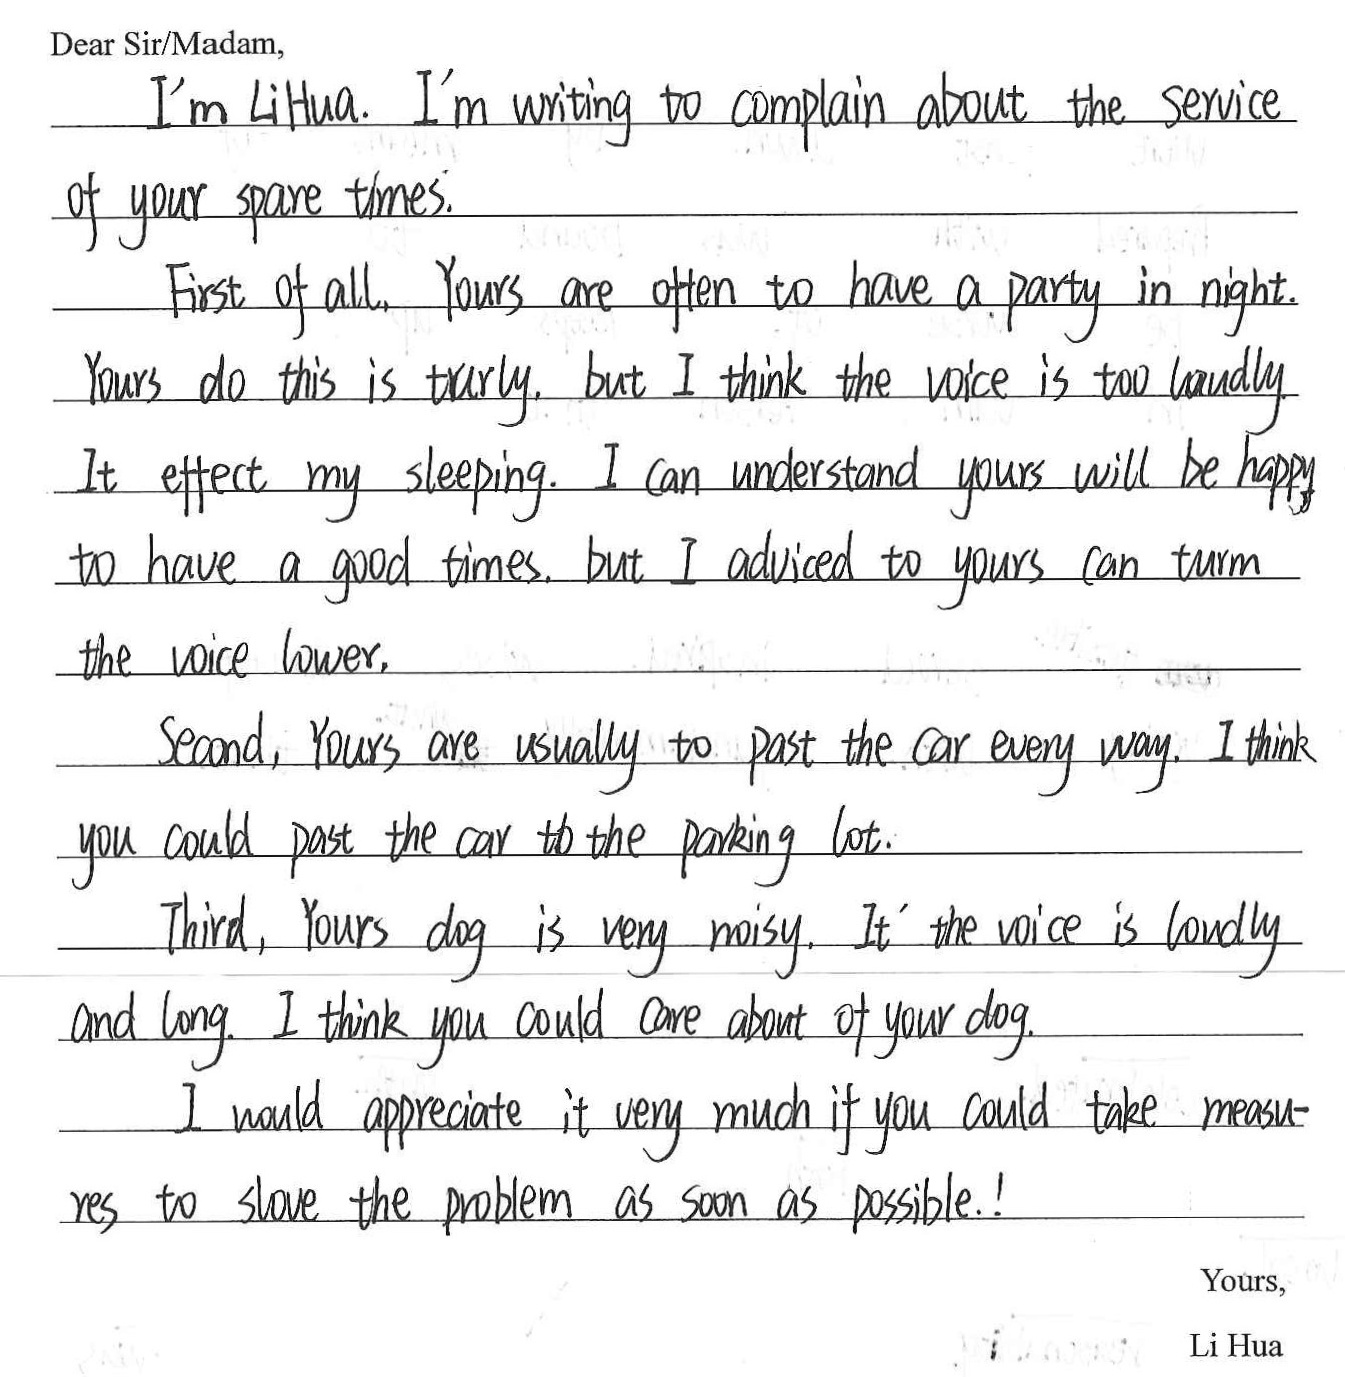 Dear Sir/Madam,
I'm Li Hua. I'm writing to complain about the service
of your spare times.
First of all, Yours are often to have a party in night.
Yours do this is trurly, but I think the voice is too laudly
It effect my sleeping. I can understand yours will be happy
to have a good times. but I adviced to yours can turm
the voice lower.
Second, Yours are usually to past the car every way. I think
you could past the car to the parking lot.
Third, Yours dog is very noisy. It' the voice is loudly
and long. I think you could care about of your dog.
I would appreciate it very much if you could take measu-
res to slove the problem as soon as possible.!
Yours,
Li Hua